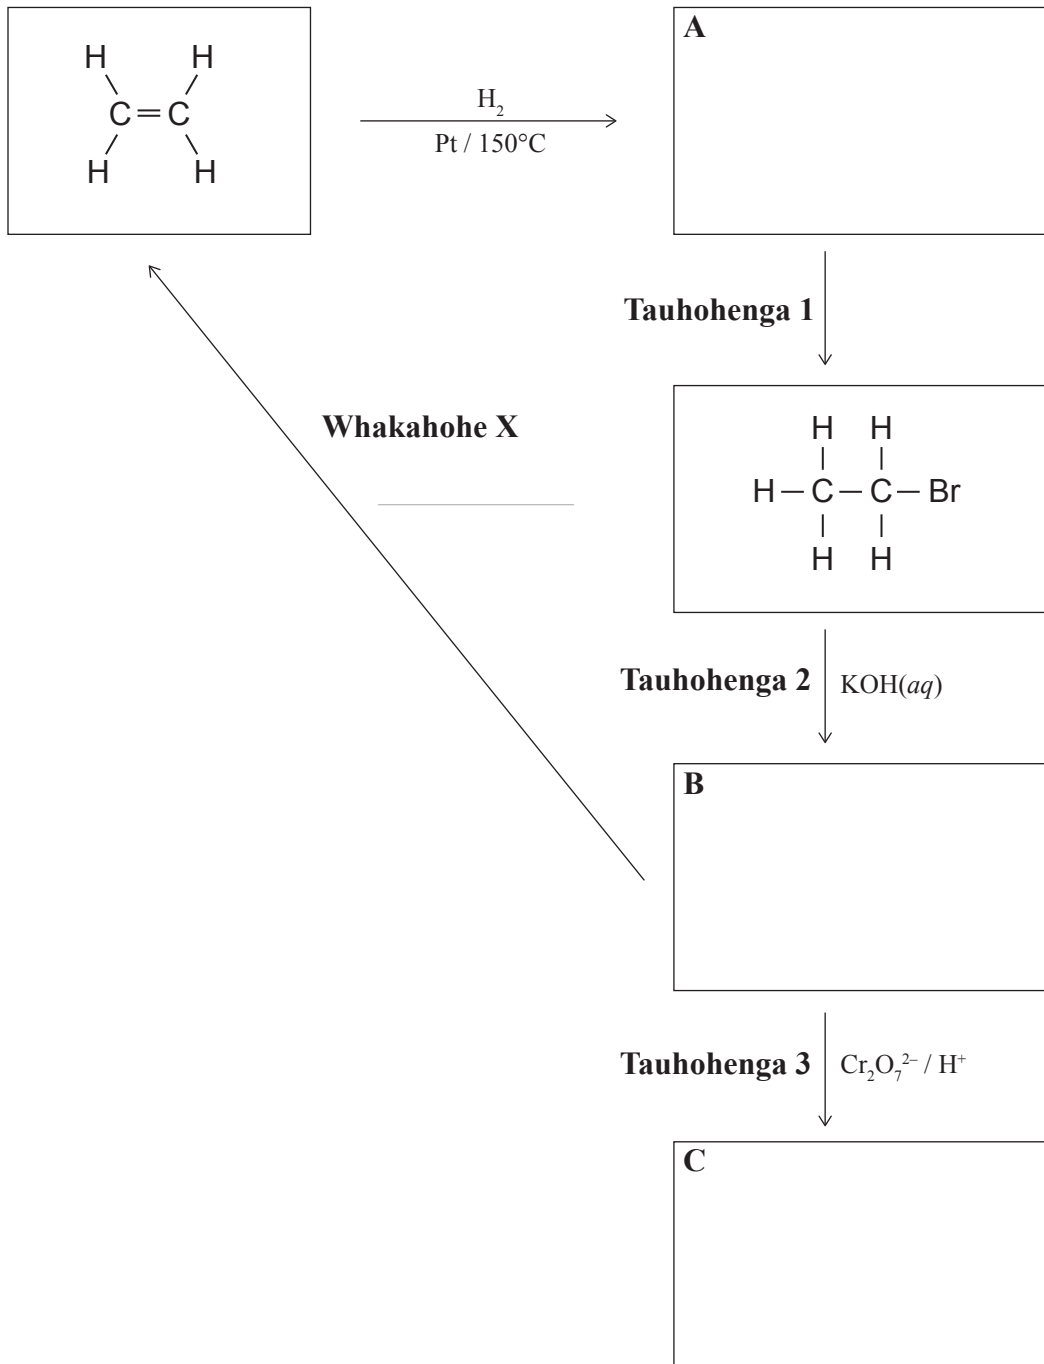 H H
C=C
H H
H₂
Pt / 150°C
A
Tauhohenga 1
Whakahohe X
H H
H–C–C–Br
H H
Tauhohenga 2
KOH(aq)
B
Tauhohenga 3
Cr₂O₇²⁻ / H⁺
C